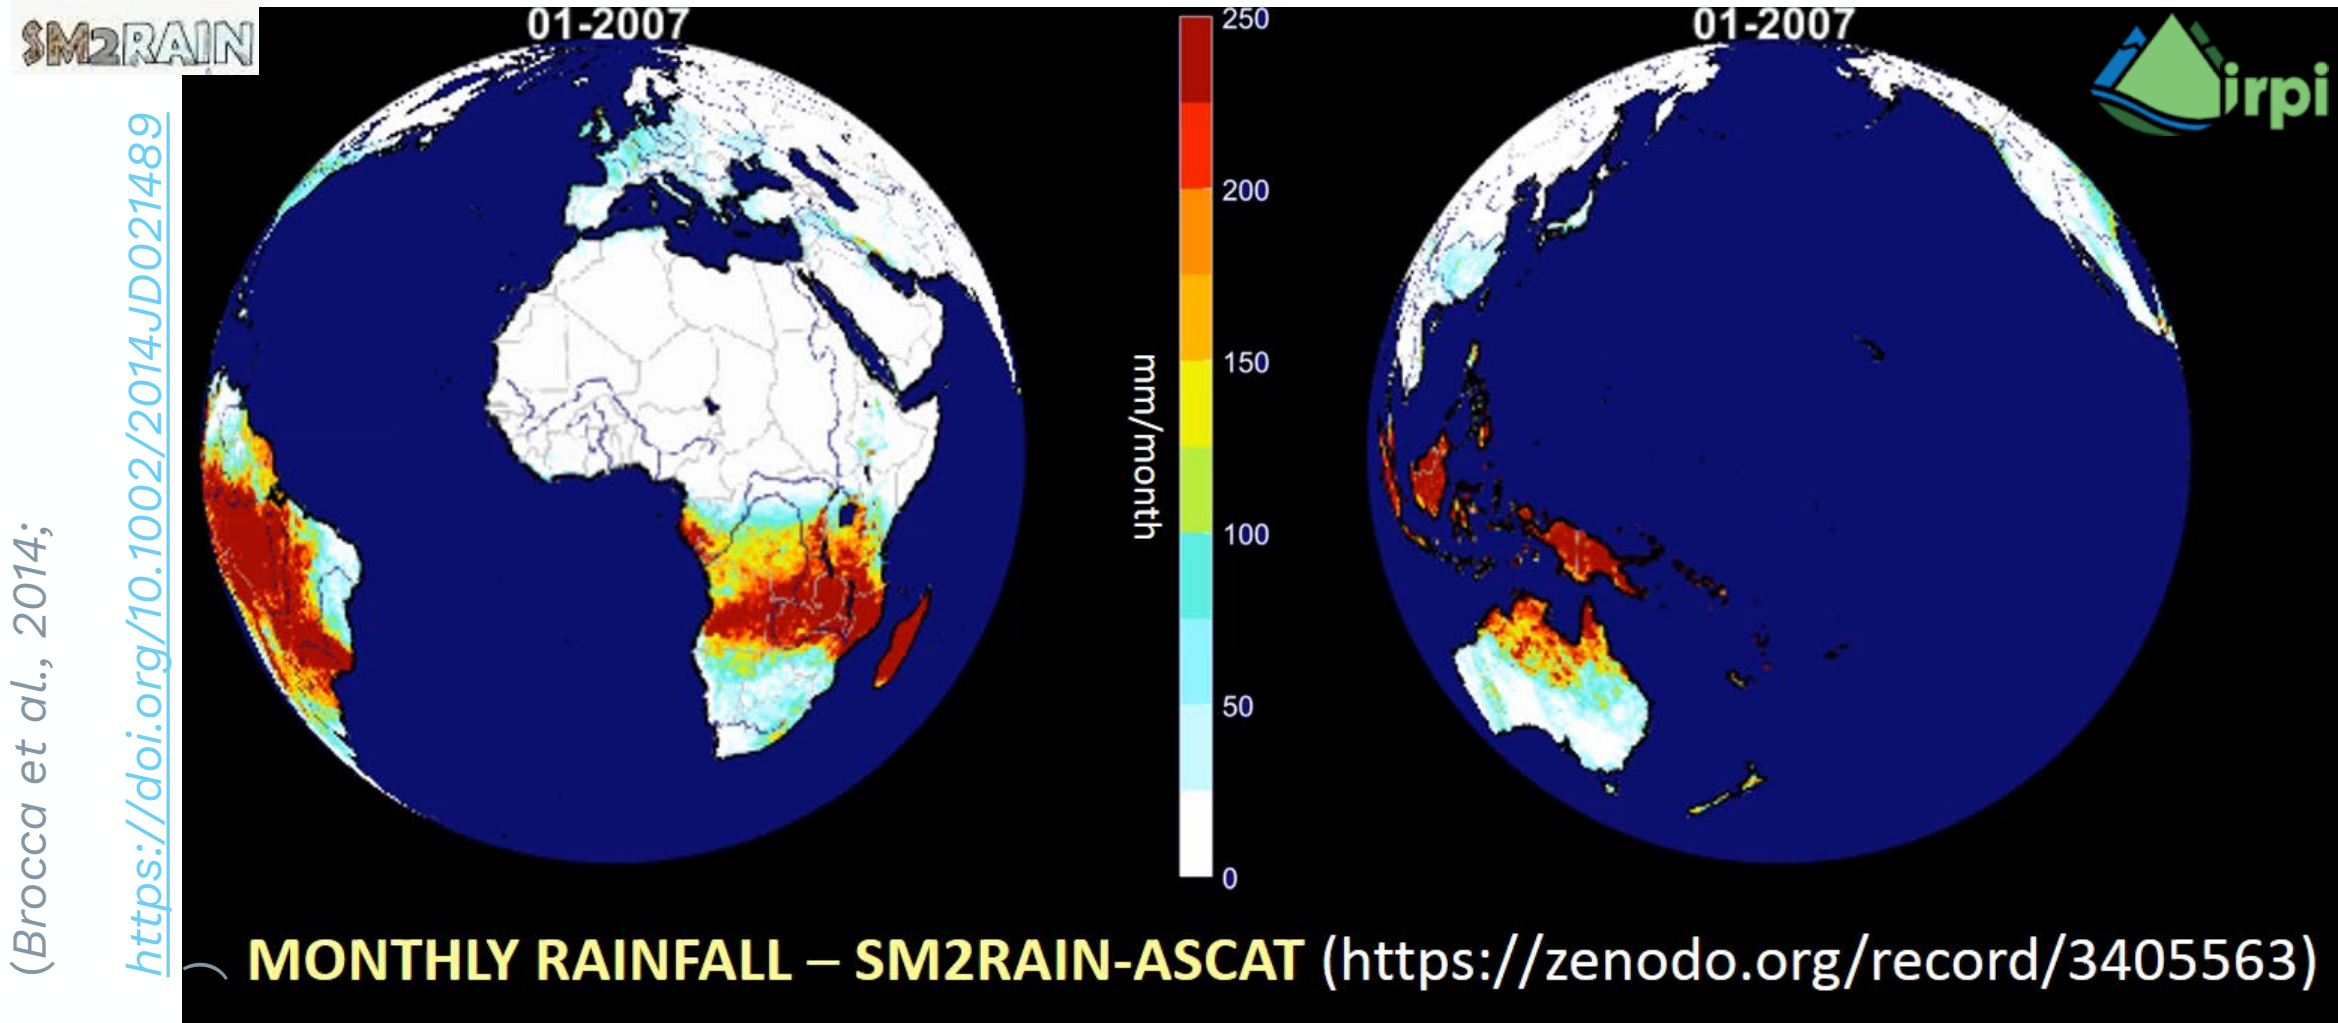 SM2RAIN
01-2007
01-2007
irpi
250
200
150
100
50
0
mm/month
(Brocca et al., 2014;
https://doi.org/10.1002/2014JD021489
)
MONTHLY RAINFALL – SM2RAIN-ASCAT (https://zenodo.org/record/3405563)